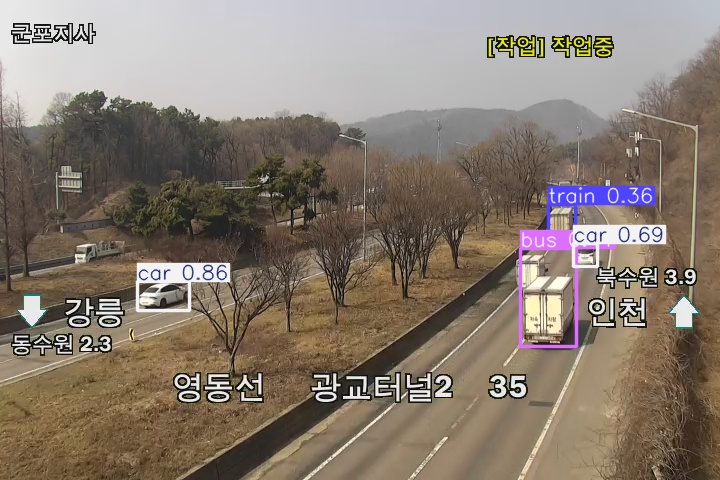 군포지사
[작업] 작업중
train 0.36
bus
car 0.69
car 0.86
북수원 3.9
강릉
인천
동수원 2.3
영동선 광교터널2 35